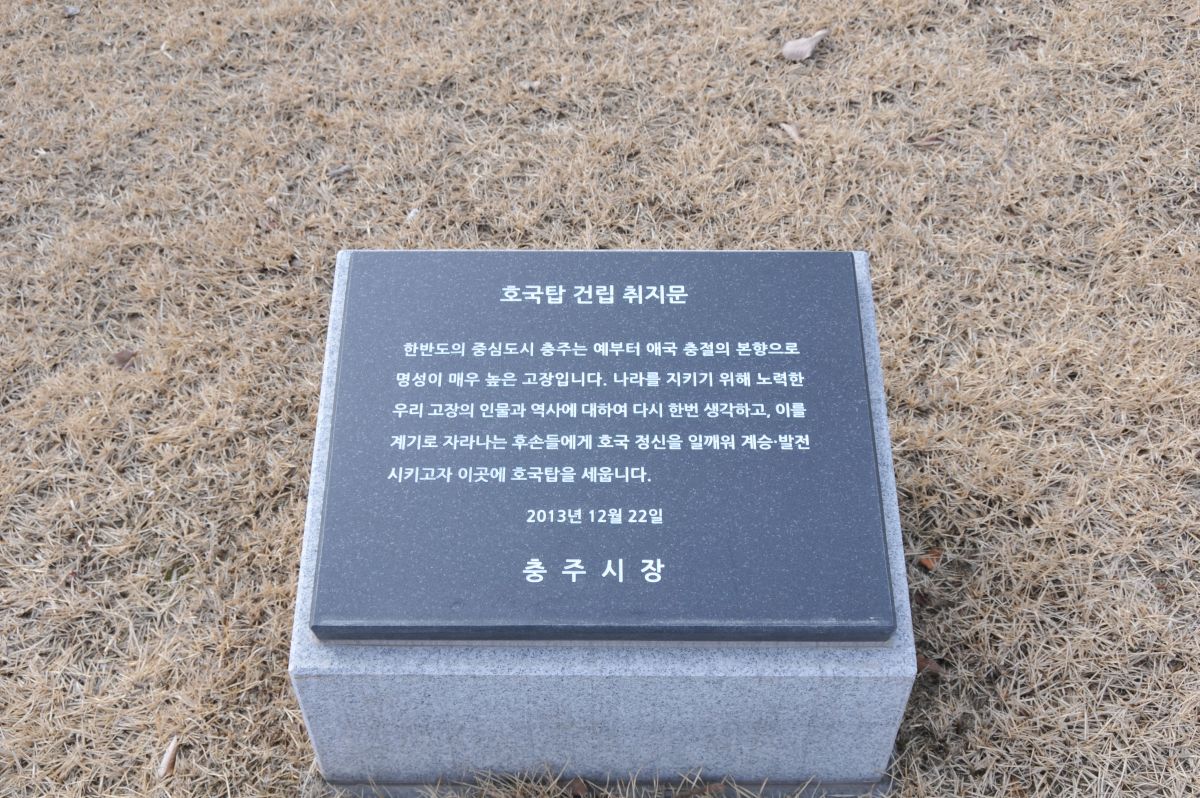 호국탑 건립 취지문
한반도의 중심도시 충주는 예부터 애국 충절의 본향으로
명성이 매우 높은 고장입니다. 나라를 지키기 위해 노력한
우리 고장의 인물과 역사에 대하여 다시 한번 생각하고, 이를
계기로 자라나는 후손들에게 호국 정신을 일깨워 계승·발전
시키고자 이곳에 호국탑을 세웁니다.
2013년 12월 22일
충 주 시 장